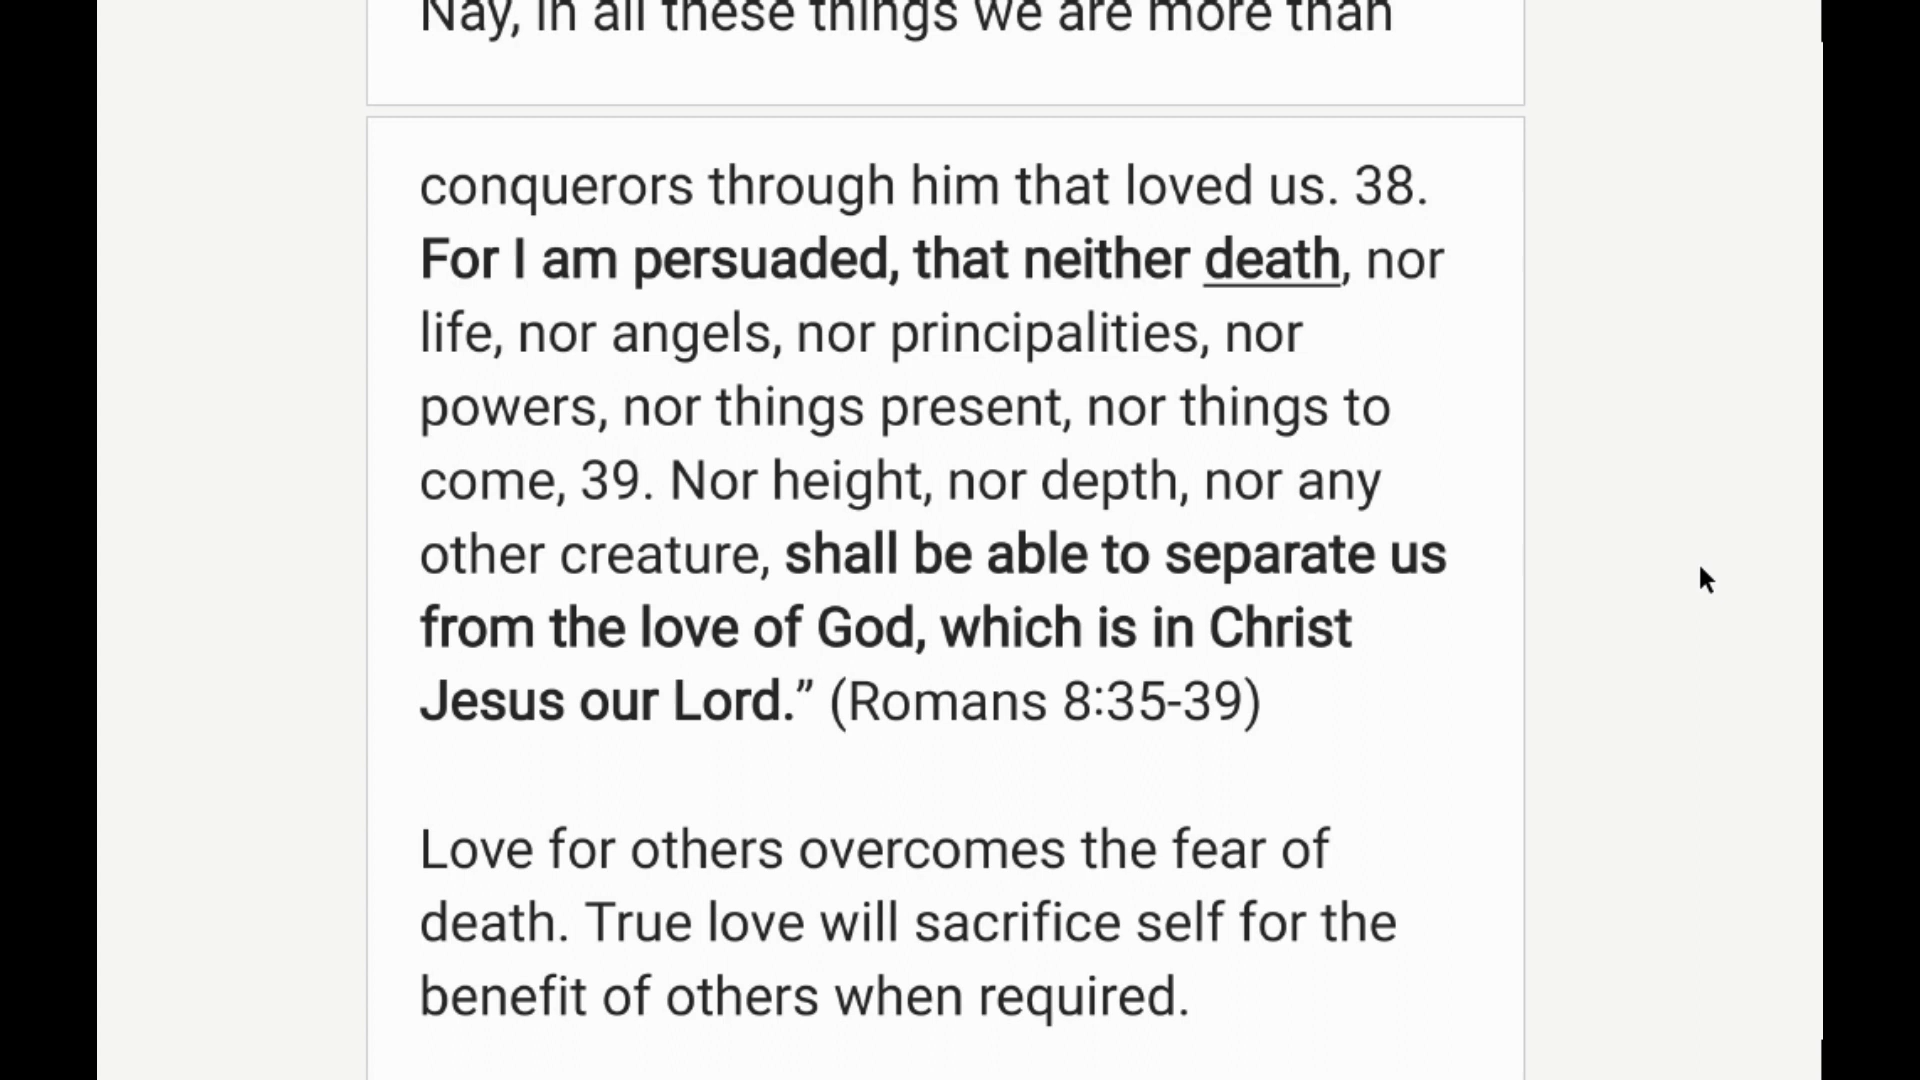 Nay, in all these things we are more than
conquerors through him that loved us. 38.
For I am persuaded, that neither death, nor
life, nor angels, nor principalities, nor
powers, nor things present, nor things to
come, 39. Nor height, nor depth, nor any
other creature, shall be able to separate us
from the love of God, which is in Christ
Jesus our Lord.” (Romans 8:35-39)
Love for others overcomes the fear of
death. True love will sacrifice self for the
benefit of others when required.